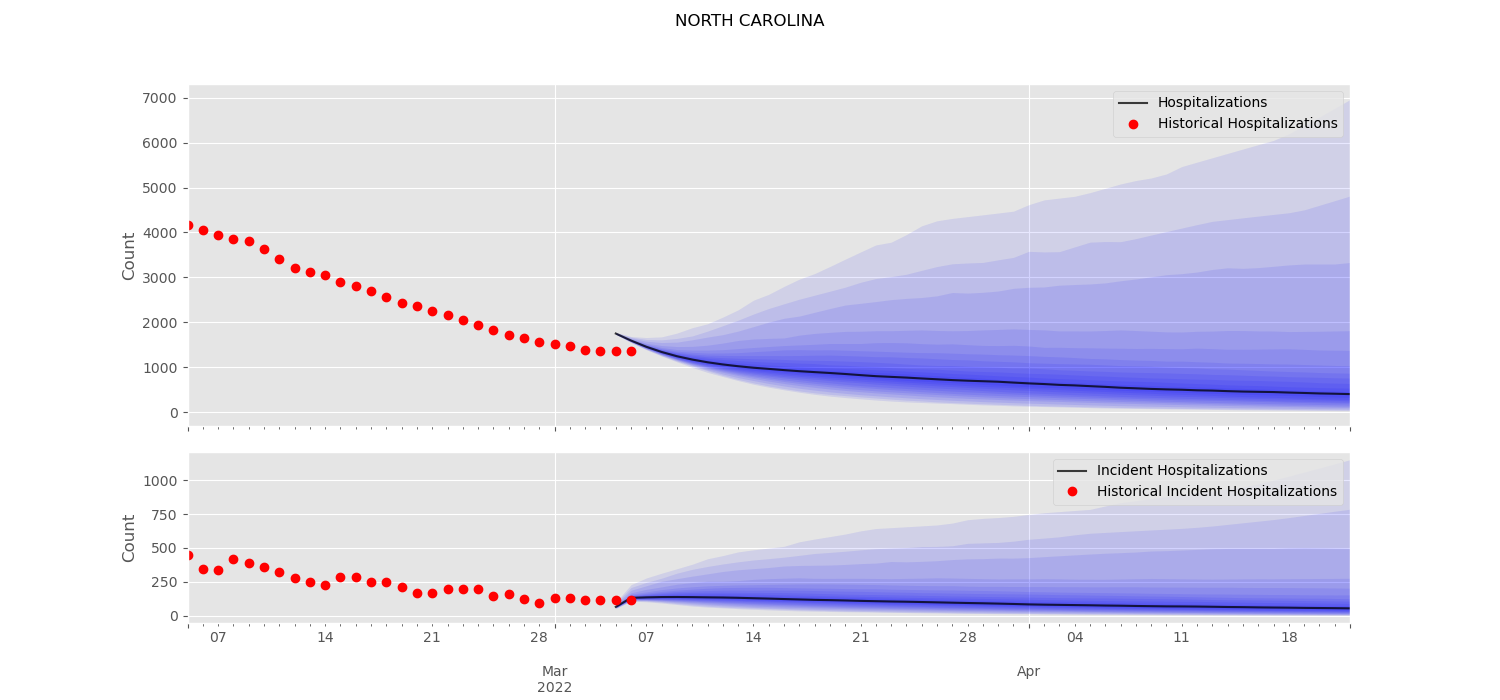 NORTH CAROLINA
7000
6000
5000
4000
3000
2000
1000
0
Count
Hospitalizations
Historical Hospitalizations
1000
750
500
250
0
Count
Incident Hospitalizations
Historical Incident Hospitalizations
07 14 21 28 07 14 21 28 04 11 18
Mar Apr
2022